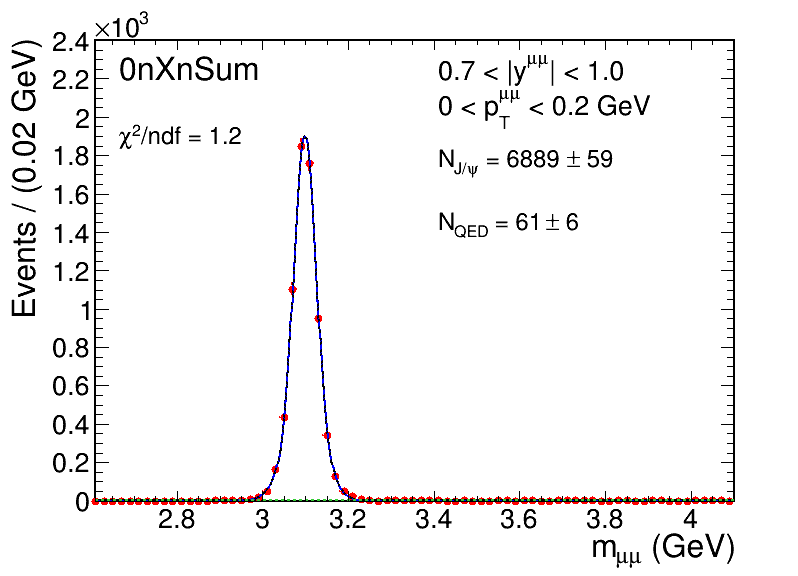 ×10³
0nXnSum
0.7 < |y^μμ| < 1.0
0 < p_T^μμ < 0.2 GeV
χ²/ndf = 1.2
N_J/ψ = 6889 ± 59
N_QED = 61 ± 6
Events / (0.02 GeV)
2.4
2.2
2
1.8
1.6
1.4
1.2
1
0.8
0.6
0.4
0.2
0
2.8 3 3.2 3.4 3.6 3.8 4
m_μμ (GeV)